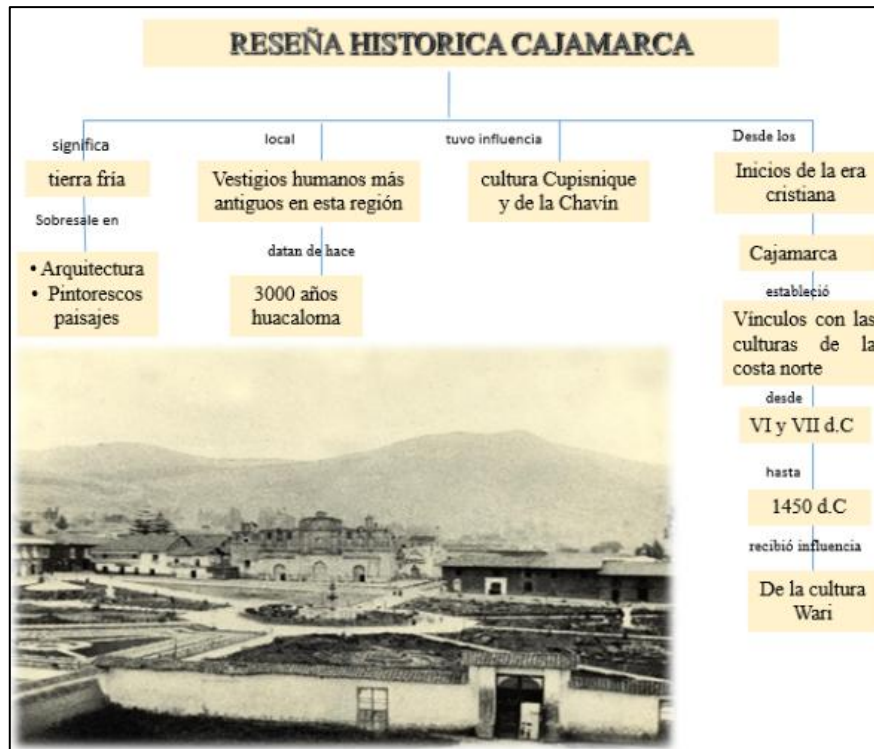 RESEÑA HISTORICA CAJAMARCA
significa
tierra fría
Sobresale en
• Arquitectura
• Pintorescos
paisajes
local
Vestigios humanos más
antiguos en esta región
datan de hace
3000 años
huacaloma
tuvo influencia
cultura Cupisnique
y de la Chavín
Desde los
Inicios de la era
cristiana
Cajamarca
estableció
Vínculos con las
culturas de la
costa norte
desde
VI y VII d.C
hasta
1450 d.C
recibió influencia
De la cultura
Wari